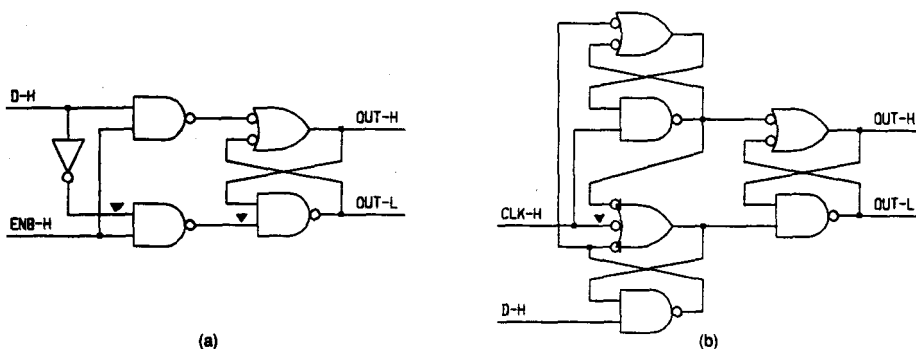 D-H
ENB-H
OUT-H
OUT-L
(a)
CLK-H
D-H
OUT-H
OUT-L
(b)